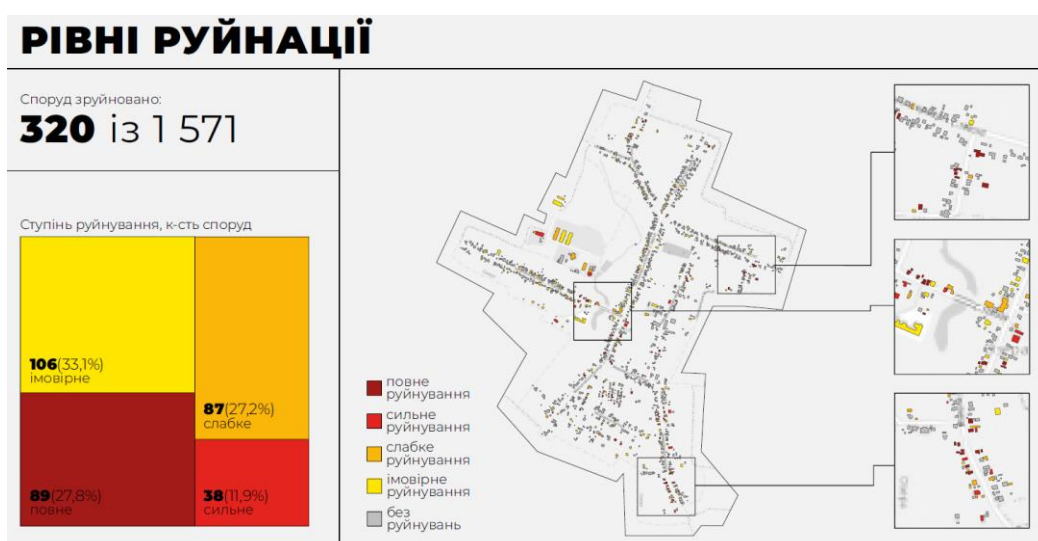 РІВНІ РУЙНАЦІЇ
Споруд зруйновано:
320 із 1 571
Ступінь руйнування, к-сть споруд
106(33,1%)
імовірне
87(27,2%)
слабке
89(27,8%)
повне
38(11,9%)
сильне
повне
руйнування
сильне
руйнування
слабке
руйнування
імовірне
руйнування
без
руйнувань